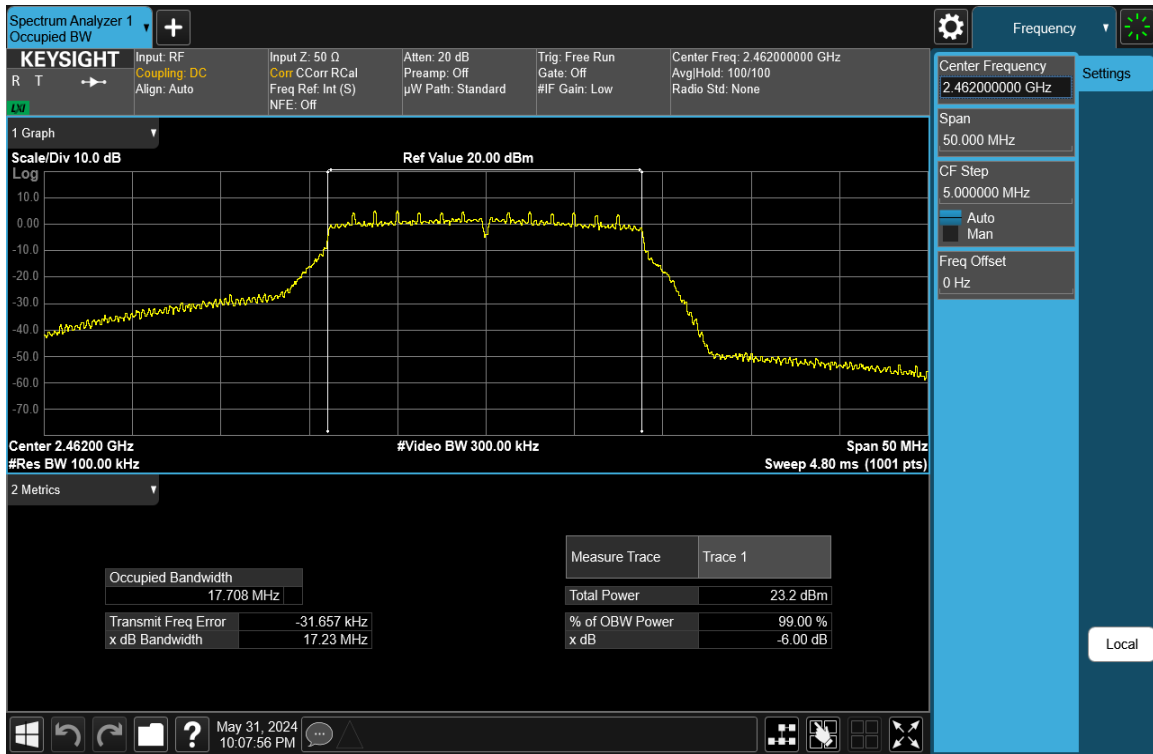 Spectrum Analyzer 1
Occupied BW
+
Frequency
KEYSIGHT
R T
LXI
Input: RF
Coupling: DC
Align: Auto
Input Z: 50 Ω
Corr CCorr RCal
Freq Ref: Int (S)
NFE: Off
Atten: 20 dB
Preamp: Off
µW Path: Standard
Trig: Free Run
Gate: Off
#IF Gain: Low
Center Freq: 2.462000000 GHz
Avg|Hold: 100/100
Radio Std: None
Center Frequency
2.462000000 GHz
Settings
Span
50.000 MHz
CF Step
5.000000 MHz
Auto
Man
Freq Offset
0 Hz
Local
1 Graph
Scale/Div 10.0 dB
Ref Value 20.00 dBm
Log
10.0
0.00
-10.0
-20.0
-30.0
-40.0
-50.0
-60.0
-70.0
Center 2.46200 GHz
#Video BW 300.00 kHz
Span 50 MHz
#Res BW 100.00 kHz
Sweep 4.80 ms (1001 pts)
2 Metrics
Measure Trace Trace 1
Occupied Bandwidth
17.708 MHz
Total Power 23.2 dBm
Transmit Freq Error -31.657 kHz
% of OBW Power 99.00 %
x dB Bandwidth 17.23 MHz
x dB -6.00 dB
?
May 31, 2024
10:07:56 PM